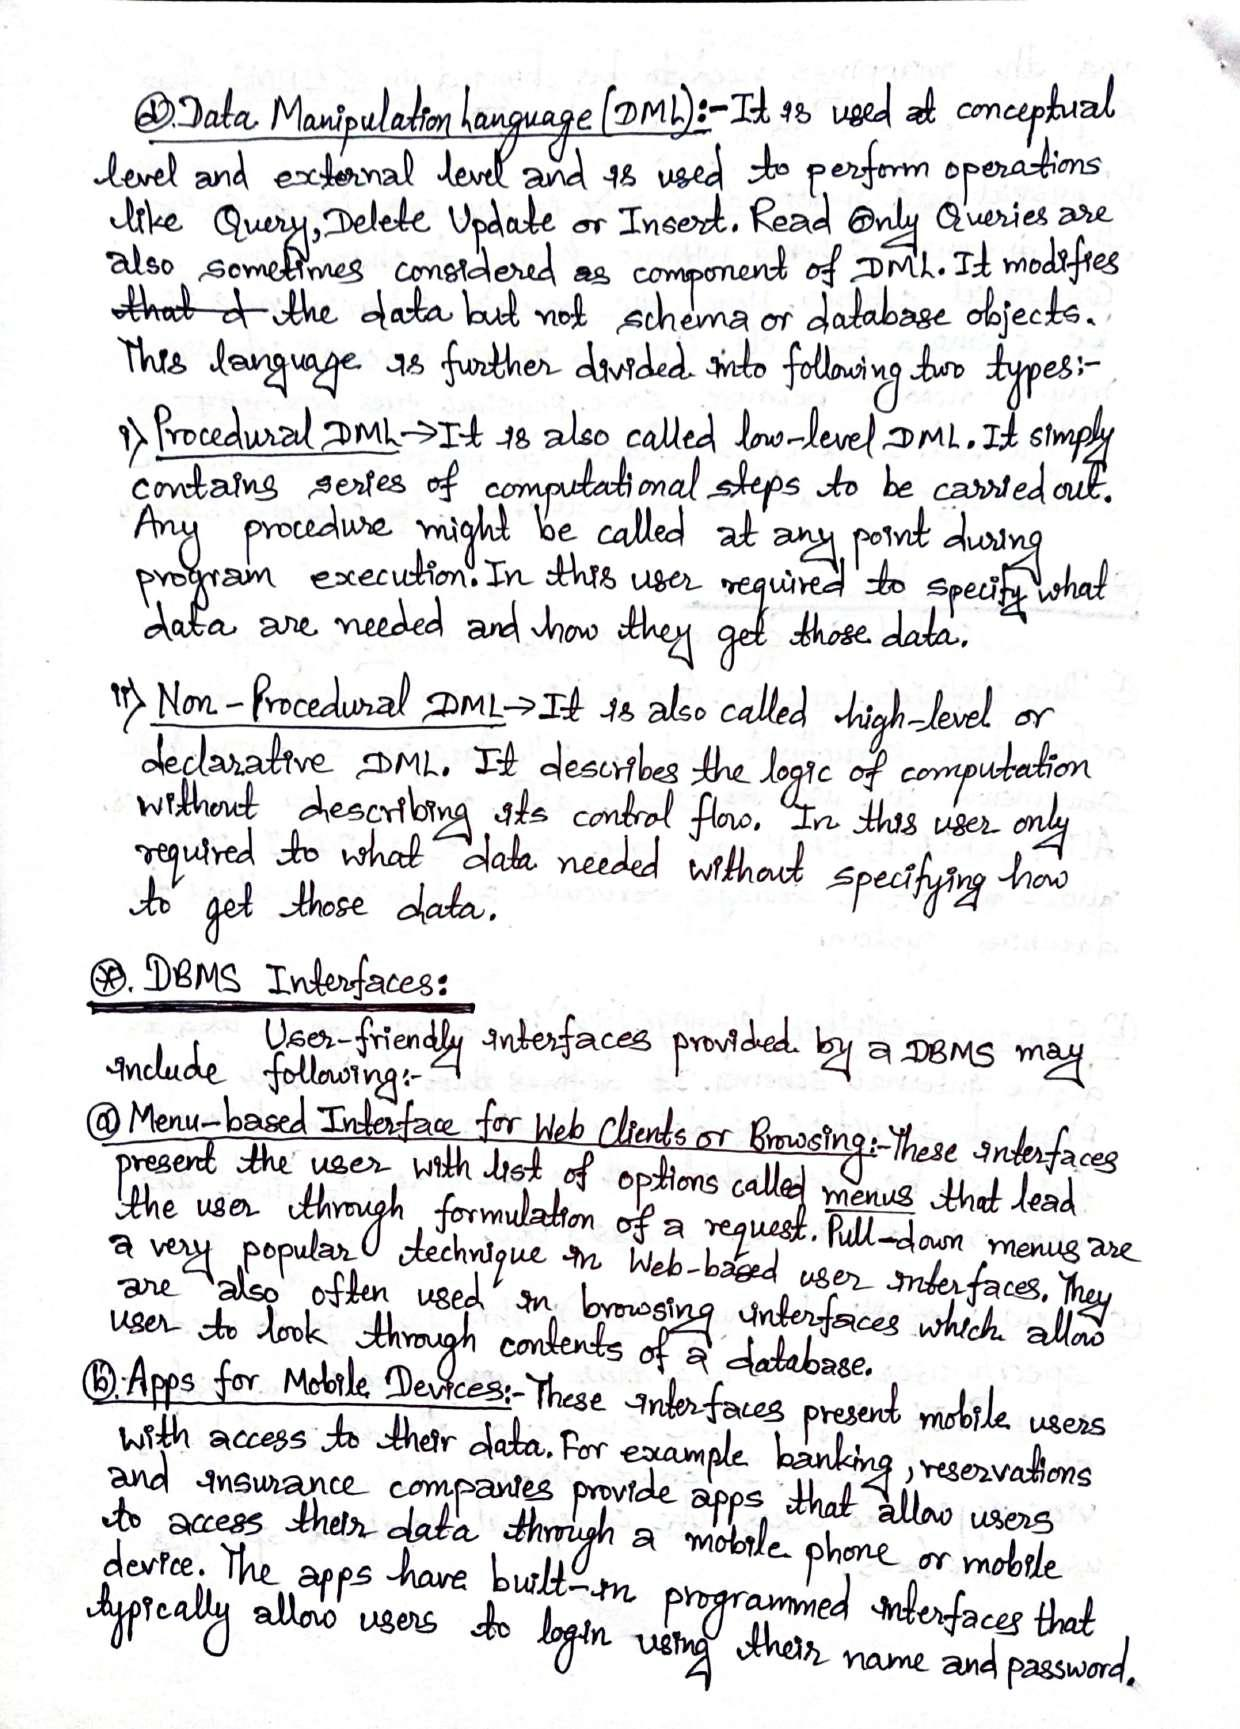 ⓓ. Data Manipulation Language (DML):- It is used at conceptual
level and external level and is used to perform operations
like Query, Delete Update or Insert. Read Only Queries are
also sometimes considered as component of DML. It modifies
that d the data but not schema or database objects.
This language is further divided into following two types:-
i) Procedural DML → It is also called low-level DML. It simply
contains series of computational steps to be carried out.
Any procedure might be called at any point during
program execution. In this user required to specify what
data are needed and how they get those data.
ii) Non-Procedural DML → It is also called high-level or
declarative DML. It describes the logic of computation
without describing its control flow. In this user only
required to what data needed without specifying how
to get those data.
⊛. DBMS Interfaces:
User-friendly interfaces provided by a DBMS may
include following:-
ⓐ Menu-based Interface for Web Clients or Browsing:- These interfaces
present the user with list of options called menus that lead
the user through formulation of a request. Pull-down menus are
a very popular technique in Web-based user interfaces. They
are also often used in browsing interfaces which allow
user to look through contents of a database.
ⓑ. Apps for Mobile Devices:- These interfaces present mobile users
with access to their data. For example banking, reservations
and insurance companies provide apps that allow users
to access their data through a mobile phone or mobile
device. The apps have built-in programmed interfaces that
typically allow users to login using their name and password.